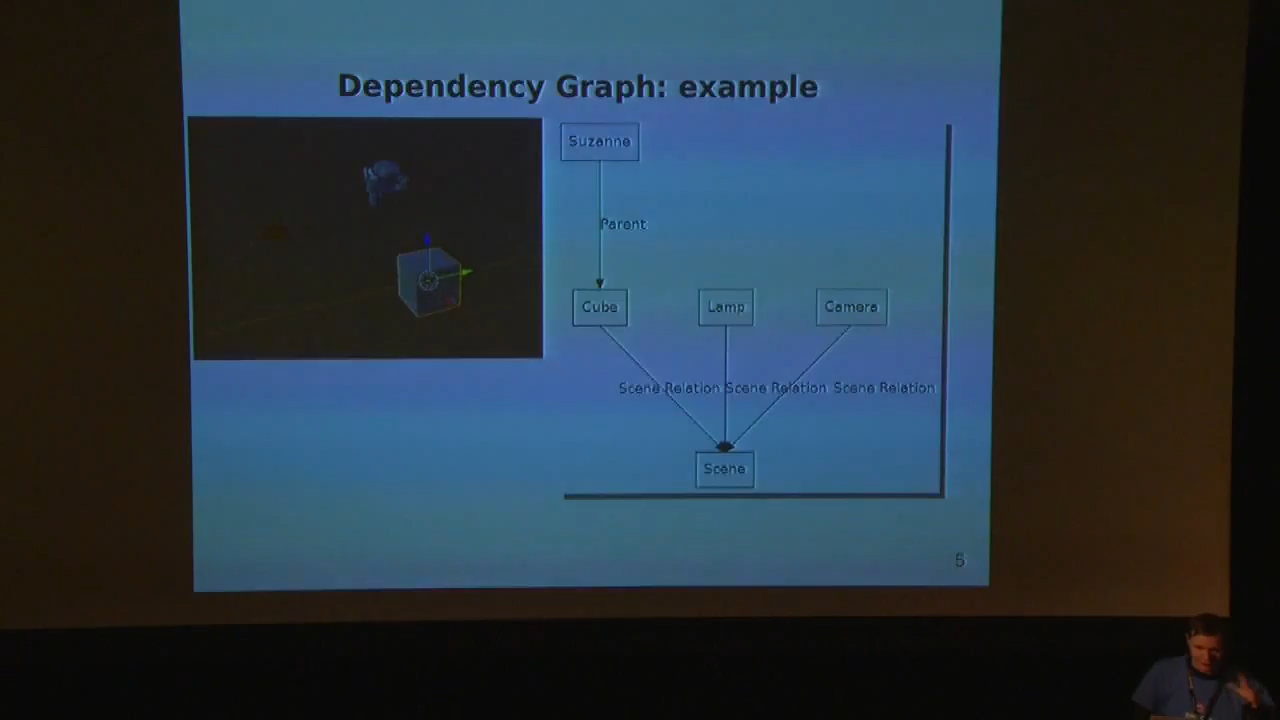 Dependency Graph: example
Suzanne
Parent
Cube
Lamp
Camera
Scene Relation
Scene Relation
Scene Relation
Scene
6